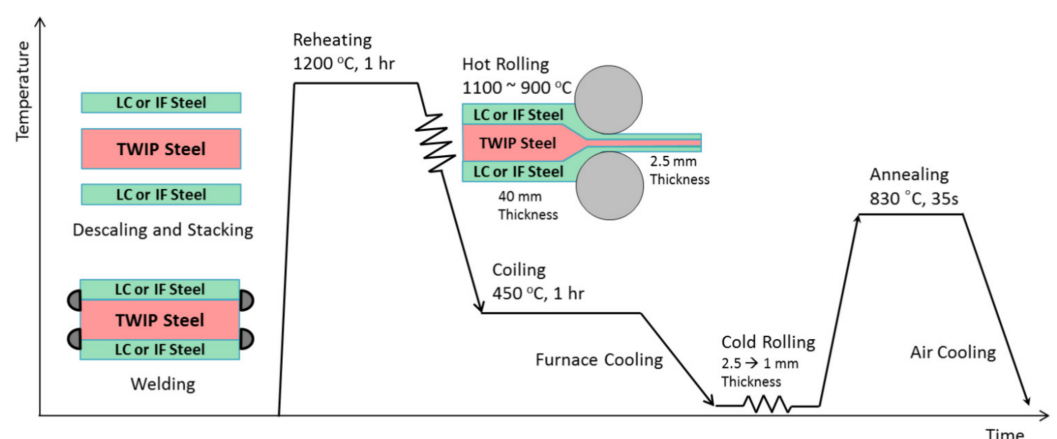 Temperature
LC or IF Steel
TWIP Steel
LC or IF Steel
Descaling and Stacking
LC or IF Steel
TWIP Steel
LC or IF Steel
Welding
Reheating
1200 °C, 1 hr
Hot Rolling
1100 ~ 900 °C
LC or IF Steel
TWIP Steel
LC or IF Steel
40 mm
Thickness
2.5 mm
Thickness
Coiling
450 °C, 1 hr
Furnace Cooling
Cold Rolling
2.5 → 1 mm
Thickness
Annealing
830 °C, 35s
Air Cooling
Time